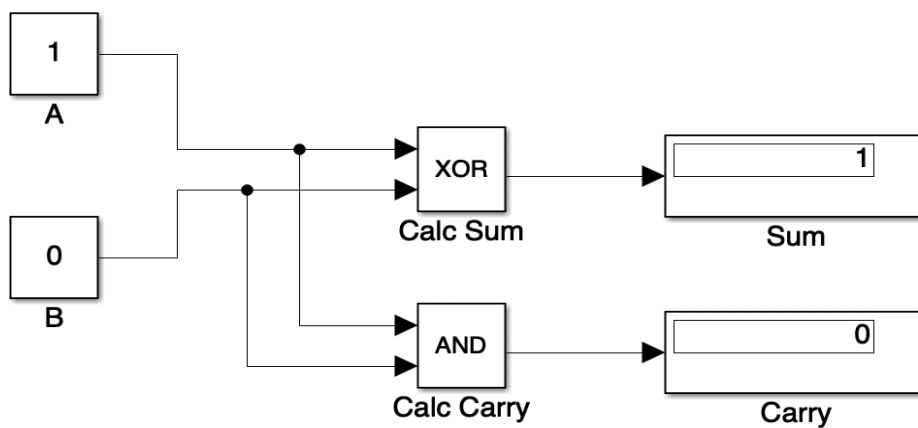 1
A
XOR
1
Calc Sum
Sum
0
B
AND
0
Calc Carry
Carry